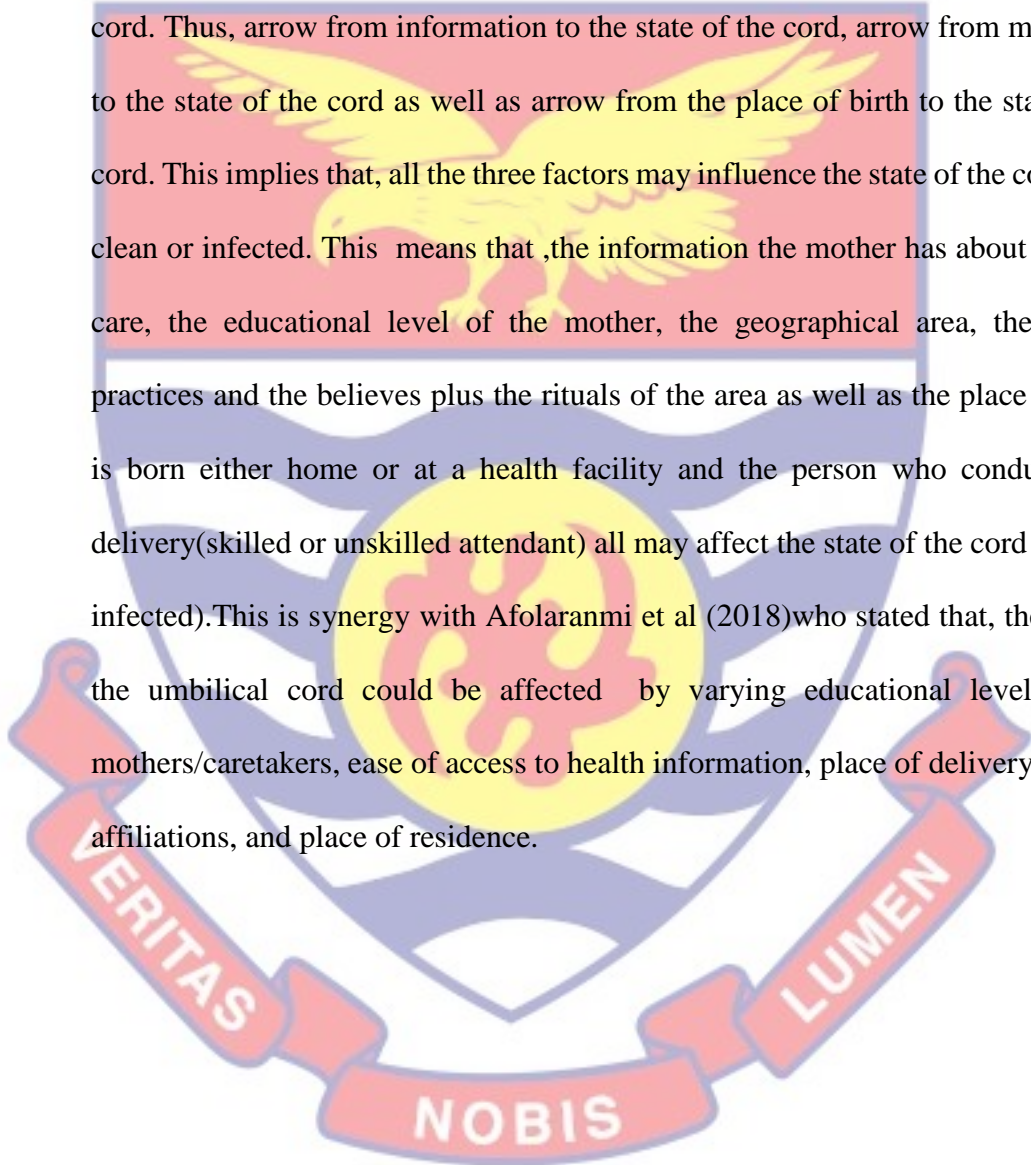 cord. Thus, arrow from information to the state of the cord, arrow from m
to the state of the cord as well as arrow from the place of birth to the sta
cord. This implies that, all the three factors may influence the state of the co
clean or infected. This means that ,the information the mother has about
care, the educational level of the mother, the geographical area, the
practices and the believes plus the rituals of the area as well as the place
is born either home or at a health facility and the person who condu
delivery(skilled or unskilled attendant) all may affect the state of the cord
infected).This is synergy with Afolaranmi et al (2018)who stated that, the
the umbilical cord could be affected by varying educational level
mothers/caretakers, ease of access to health information, place of delivery
affiliations, and place of residence.
VERITAS
NOBIS
LUMEN